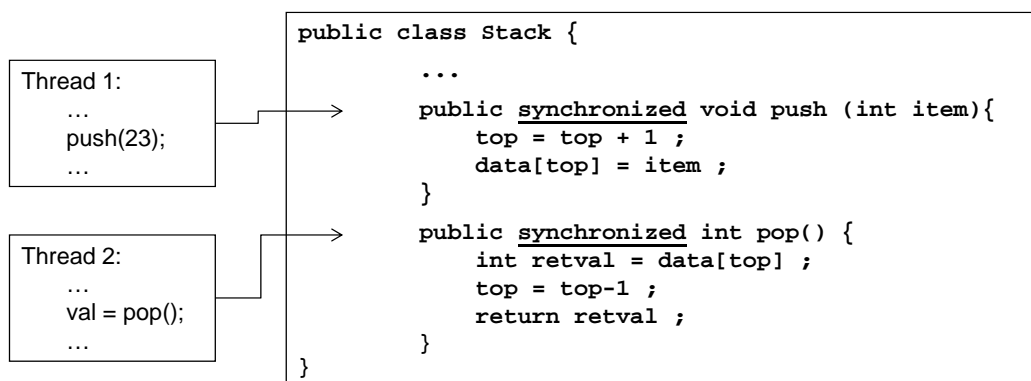 Thread 1:
…
push(23);
…
Thread 2:
…
val = pop();
…
public class Stack {
...
public synchronized void push (int item){
top = top + 1 ;
data[top] = item ;
}
public synchronized int pop() {
int retval = data[top] ;
top = top-1 ;
return retval ;
}
}